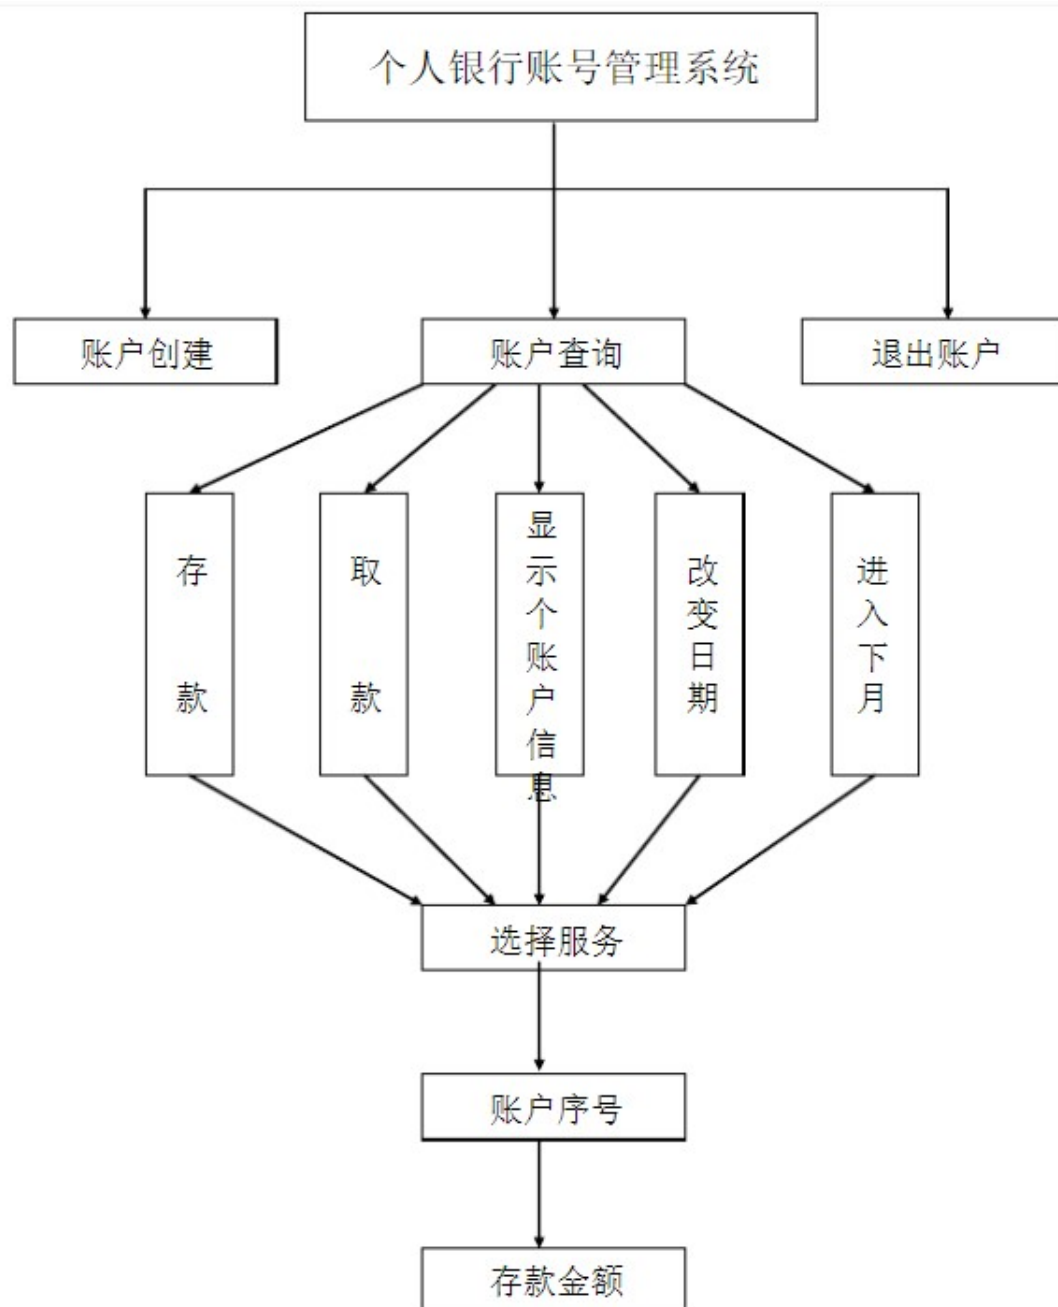 个人银行账号管理系统
账户创建
账户查询
退出账户
存款
取款
显示个账户信息
改变日期
进入下月
选择服务
账户序号
存款金额